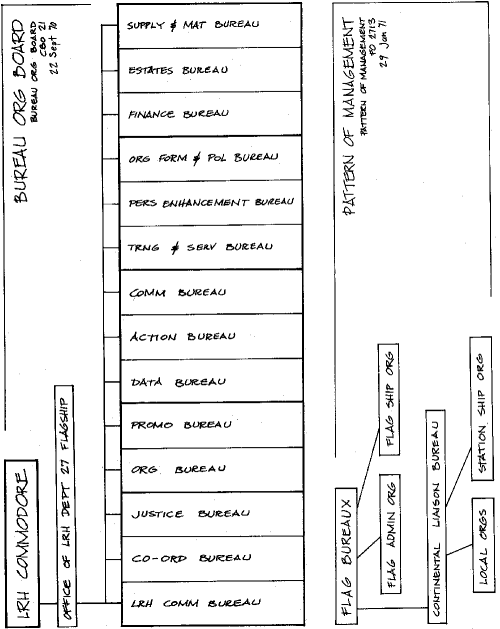 BUREAU ORG BOARD
BUREAU ORG BOARD
CBO 21
22 Sept 70
LRH COMMODORE
OFFICE OF LRH DEPT 27 FLAGSHIP
SUPPLY & MAT BUREAU
ESTATES BUREAU
FINANCE BUREAU
ORG FORM & POL BUREAU
PERS ENHANCEMENT BUREAU
TRNG & SERV BUREAU
COMM BUREAU
ACTION BUREAU
DATA BUREAU
PROMO BUREAU
ORG BUREAU
JUSTICE BUREAU
CO-ORD BUREAU
LRH COMM BUREAU
PATTERN OF MANAGEMENT
PATTERN OF MANAGEMENT
FO 2713
29 Jan 71
FLAG BUREAUX
FLAG SHIP ORG
FLAG ADMIN ORG
CONTINENTAL LIAISON BUREAU
STATION SHIP ORG
LOCAL ORGS